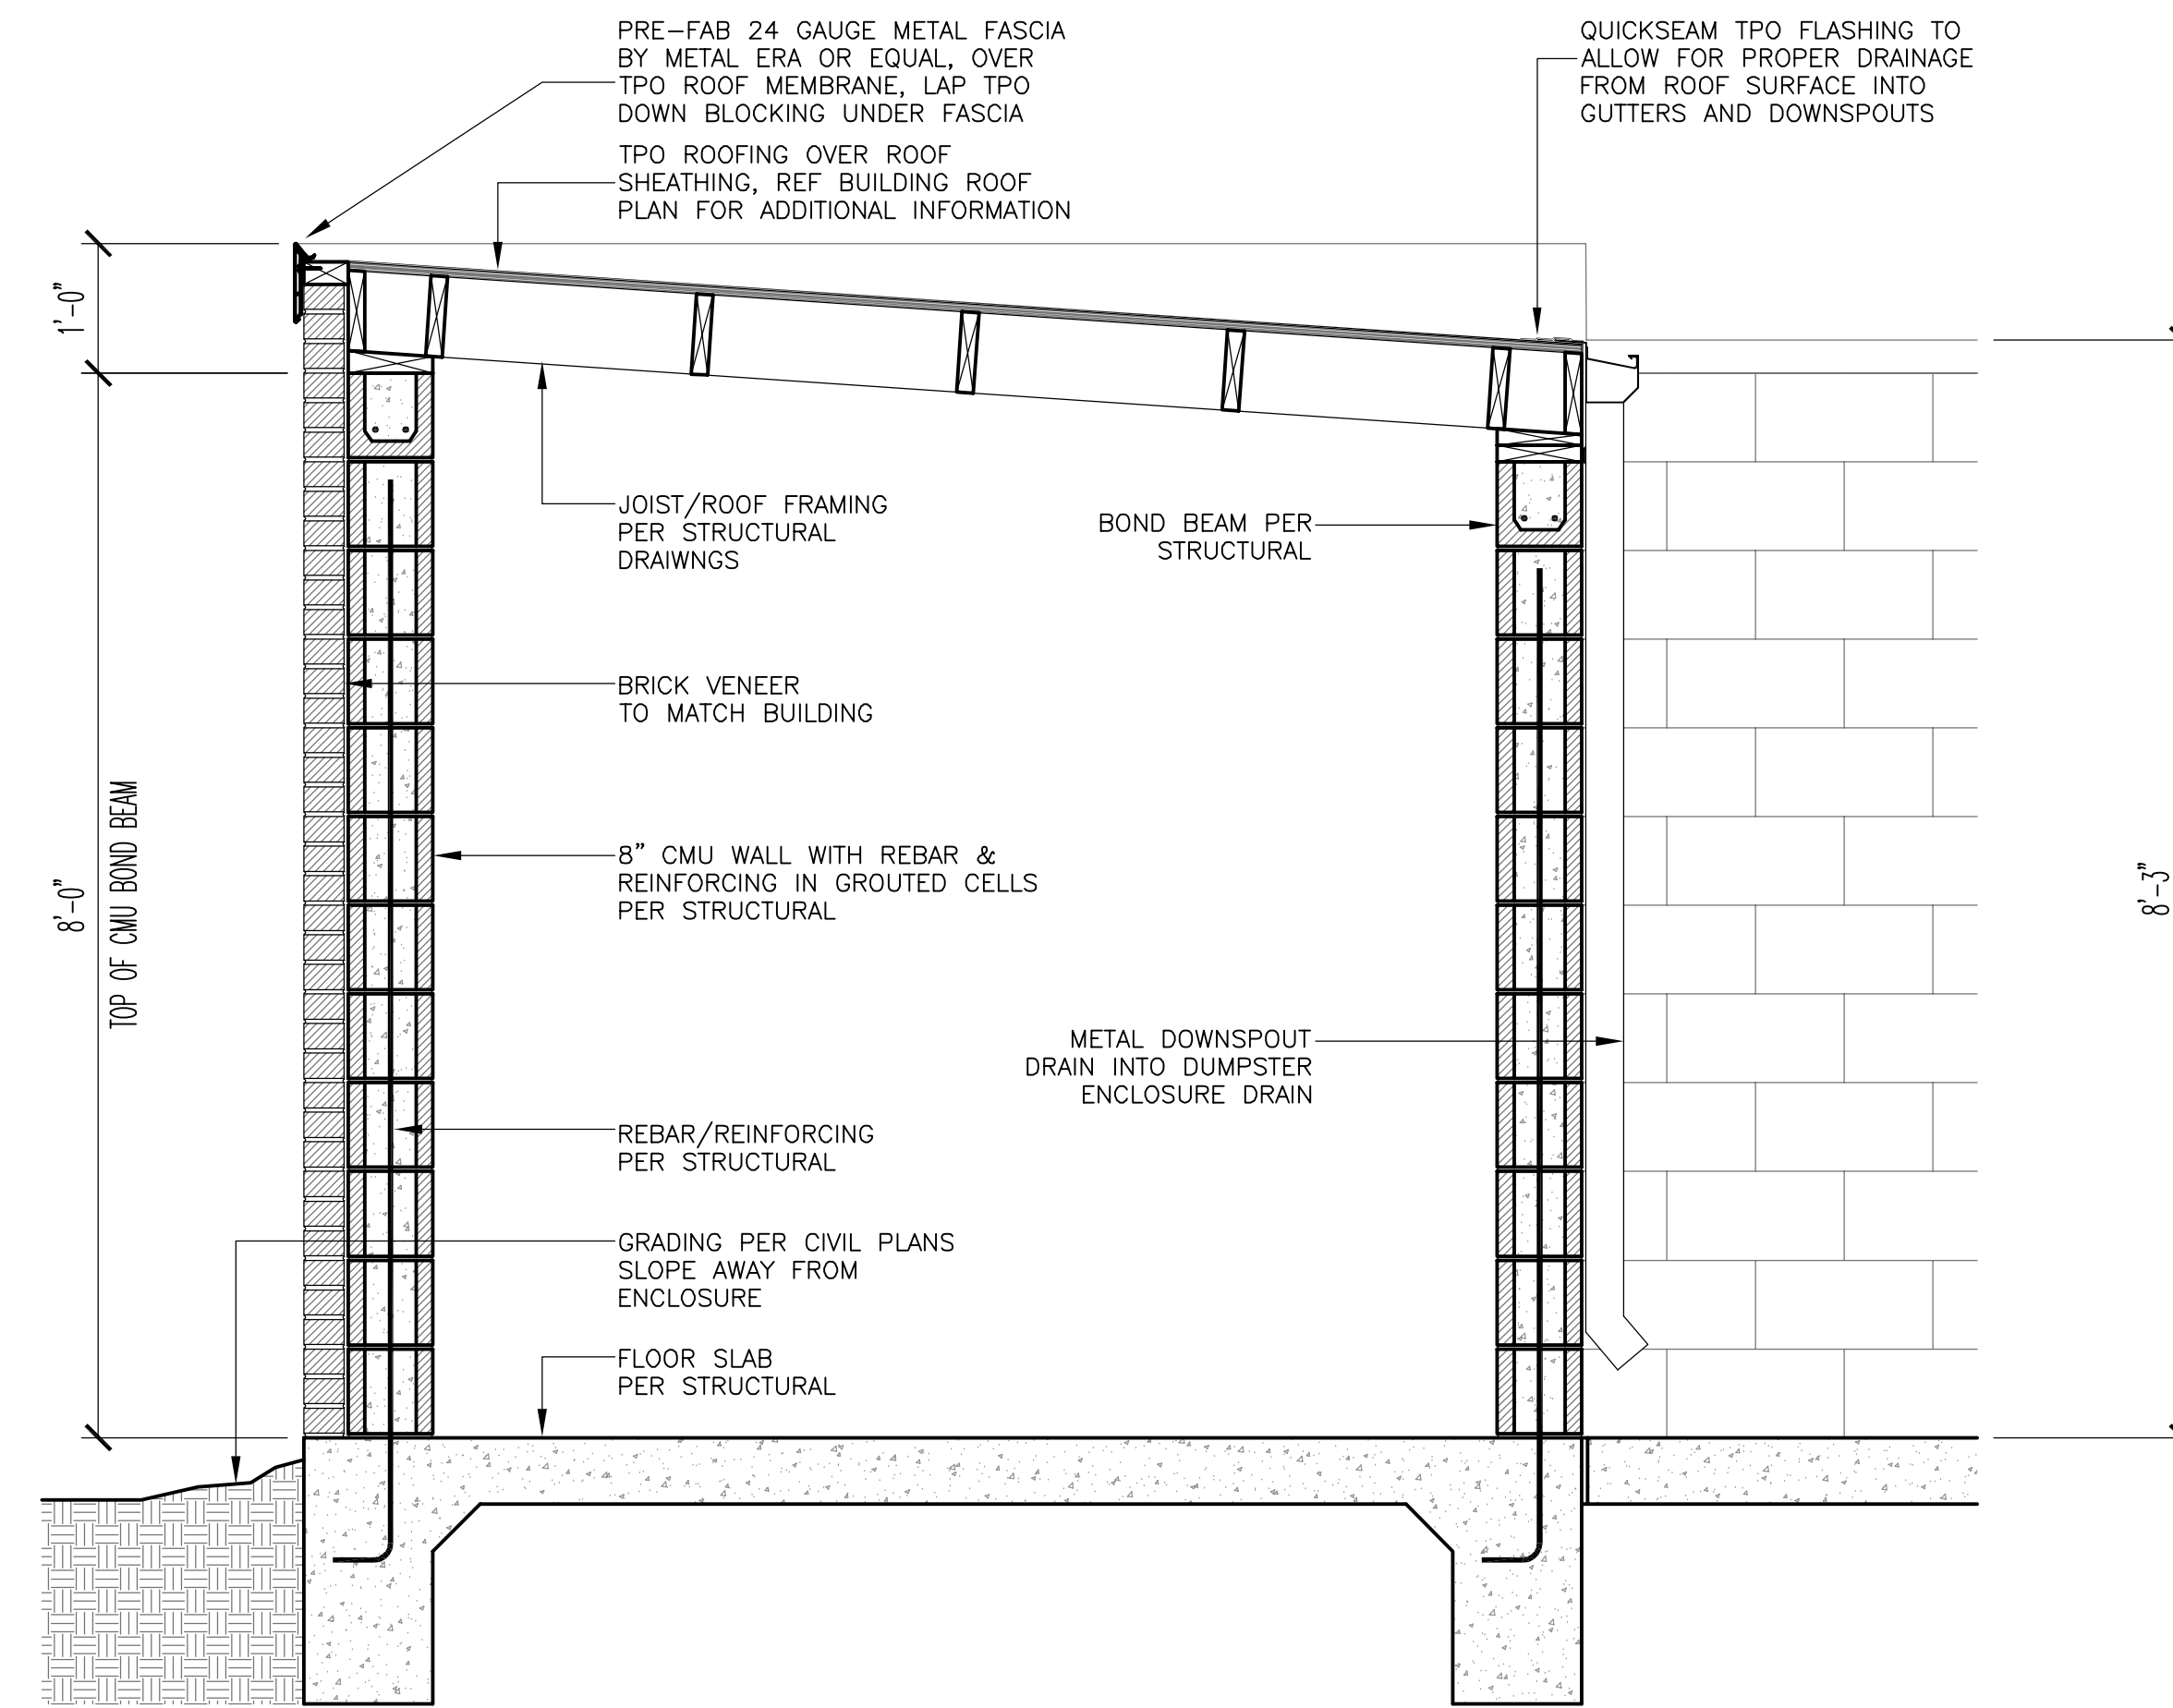 PRE-FAB 24 GAUGE METAL FASCIA
BY METAL ERA OR EQUAL, OVER
TPO ROOF MEMBRANE, LAP TPO
DOWN BLOCKING UNDER FASCIA
QUICKSEAM TPO FLASHING TO
ALLOW FOR PROPER DRAINAGE
FROM ROOF SURFACE INTO
GUTTERS AND DOWNSPOUTS
TPO ROOFING OVER ROOF
SHEATHING, REF BUILDING ROOF
PLAN FOR ADDITIONAL INFORMATION
1'-0"
JOIST/ROOF FRAMING
PER STRUCTURAL
DRAIWNGS
BOND BEAM PER
STRUCTURAL
BRICK VENEER
TO MATCH BUILDING
8'-0"
TOP OF CMU BOND BEAM
8" CMU WALL WITH REBAR &
REINFORCING IN GROUTED CELLS
PER STRUCTURAL
8'-3"
METAL DOWNSPOUT
DRAIN INTO DUMPSTER
ENCLOSURE DRAIN
REBAR/REINFORCING
PER STRUCTURAL
GRADING PER CIVIL PLANS
SLOPE AWAY FROM
ENCLOSURE
FLOOR SLAB
PER STRUCTURAL